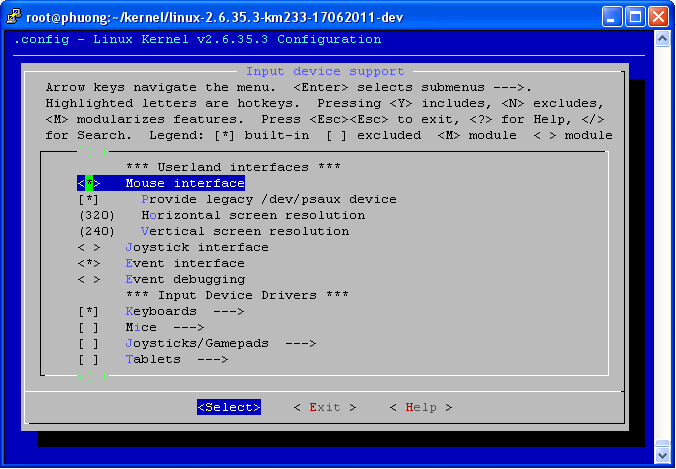 root@phuong:~/kernel/linux-2.6.35.3-km233-17062011-dev
.config - Linux Kernel v2.6.35.3 Configuration
Input device support
Arrow keys navigate the menu.  <Enter> selects submenus --->.
Highlighted letters are hotkeys.  Pressing <Y> includes, <N> excludes,
<M> modularizes features.  Press <Esc><Esc> to exit, <?> for Help, </>
for Search.  Legend: [*] built-in  [ ] excluded  <M> module  < > module
^(-)
*** Userland interfaces ***
<*>   Mouse interface
[*]     Provide legacy /dev/psaux device
(320)   Horizontal screen resolution
(240)   Vertical screen resolution
< >   Joystick interface
<*>   Event interface
< >   Event debugging
*** Input Device Drivers ***
[*]   Keyboards  --->
[ ]   Mice  --->
[ ]   Joysticks/Gamepads  --->
[ ]   Tablets  --->
v(+)
<Select>    < Exit >    < Help >